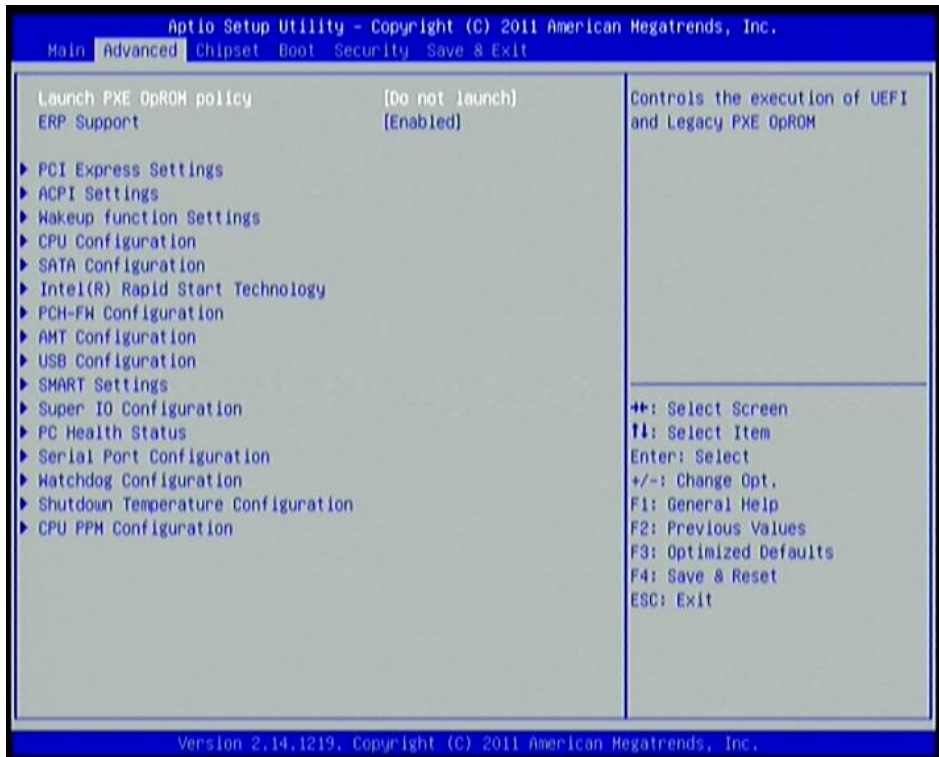 Aptio Setup Utility - Copyright (C) 2011 American Megatrends, Inc.
Main Advanced Chipset Boot Security Save & Exit
Launch PXE OpROM policy [Do not launch]
ERP Support [Enabled]
PCI Express Settings
ACPI Settings
Wakeup function Settings
CPU Configuration
SATA Configuration
Intel(R) Rapid Start Technology
PCH-FW Configuration
AMT Configuration
USB Configuration
SMART Settings
Super IO Configuration
PC Health Status
Serial Port Configuration
Watchdog Configuration
Shutdown Temperature Configuration
CPU PPM Configuration
Controls the execution of UEFI
and Legacy PXE OpROM
→←: Select Screen
↑↓: Select Item
Enter: Select
+/-: Change Opt.
F1: General Help
F2: Previous Values
F3: Optimized Defaults
F4: Save & Reset
ESC: Exit
Version 2.14.1219. Copyright (C) 2011 American Megatrends, Inc.